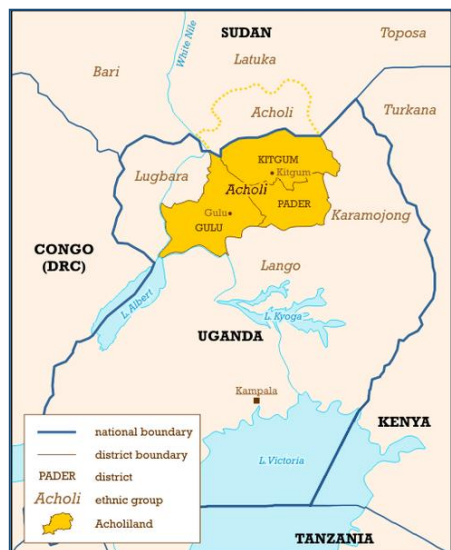 SUDAN
Toposa
White Nile
Latuka
Bari
Acholi
Turkana
KITGUM
Kitgum
Lugbara
Acholi
PADER
Gulu
GULU
Karamojong
CONGO
(DRC)
Lango
L. Albert
L. Kyoga
UGANDA
Kampala
KENYA
L. Victoria
TANZANIA
national boundary
district boundary
PADER district
Acholi ethnic group
Acholiland